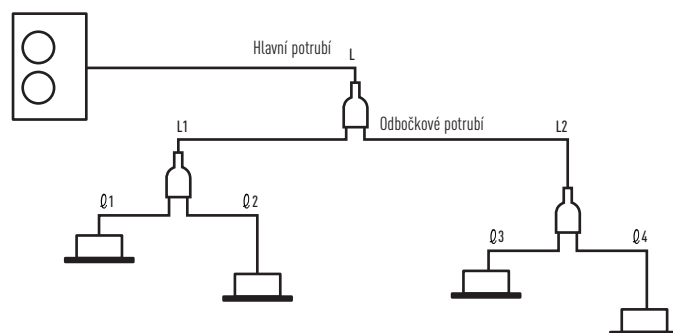 Hlavní potrubí
L
L1
Odbočkové potrubí
L2
ℓ1
ℓ2
ℓ3
ℓ4